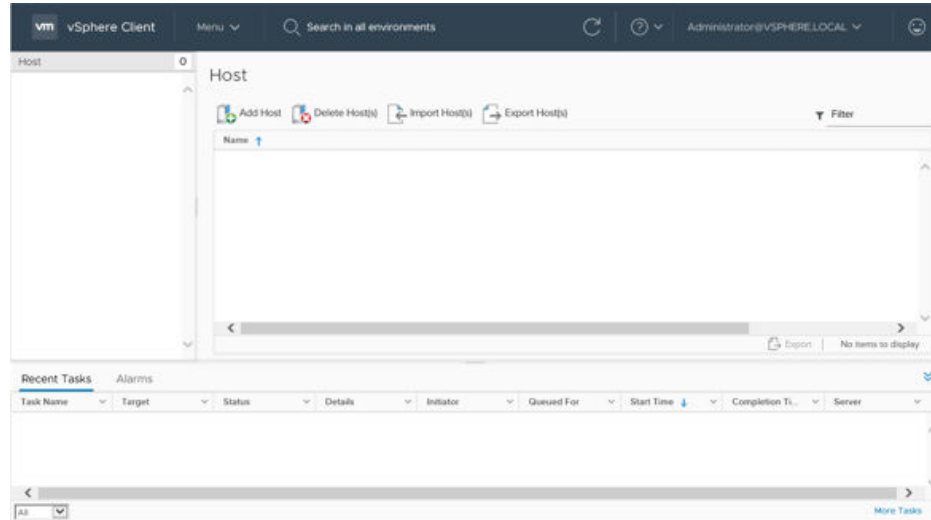 vm vSphere Client Menu Search in all environments Administrator@VSPHERE.LOCAL
Host 0
Host
Add Host Delete Host(s) Import Host(s) Export Host(s) Filter
Name
Export No items to display
Recent Tasks Alarms
Task Name Target Status Details Initiator Queued For Start Time Completion Ti... Server
All More Tasks